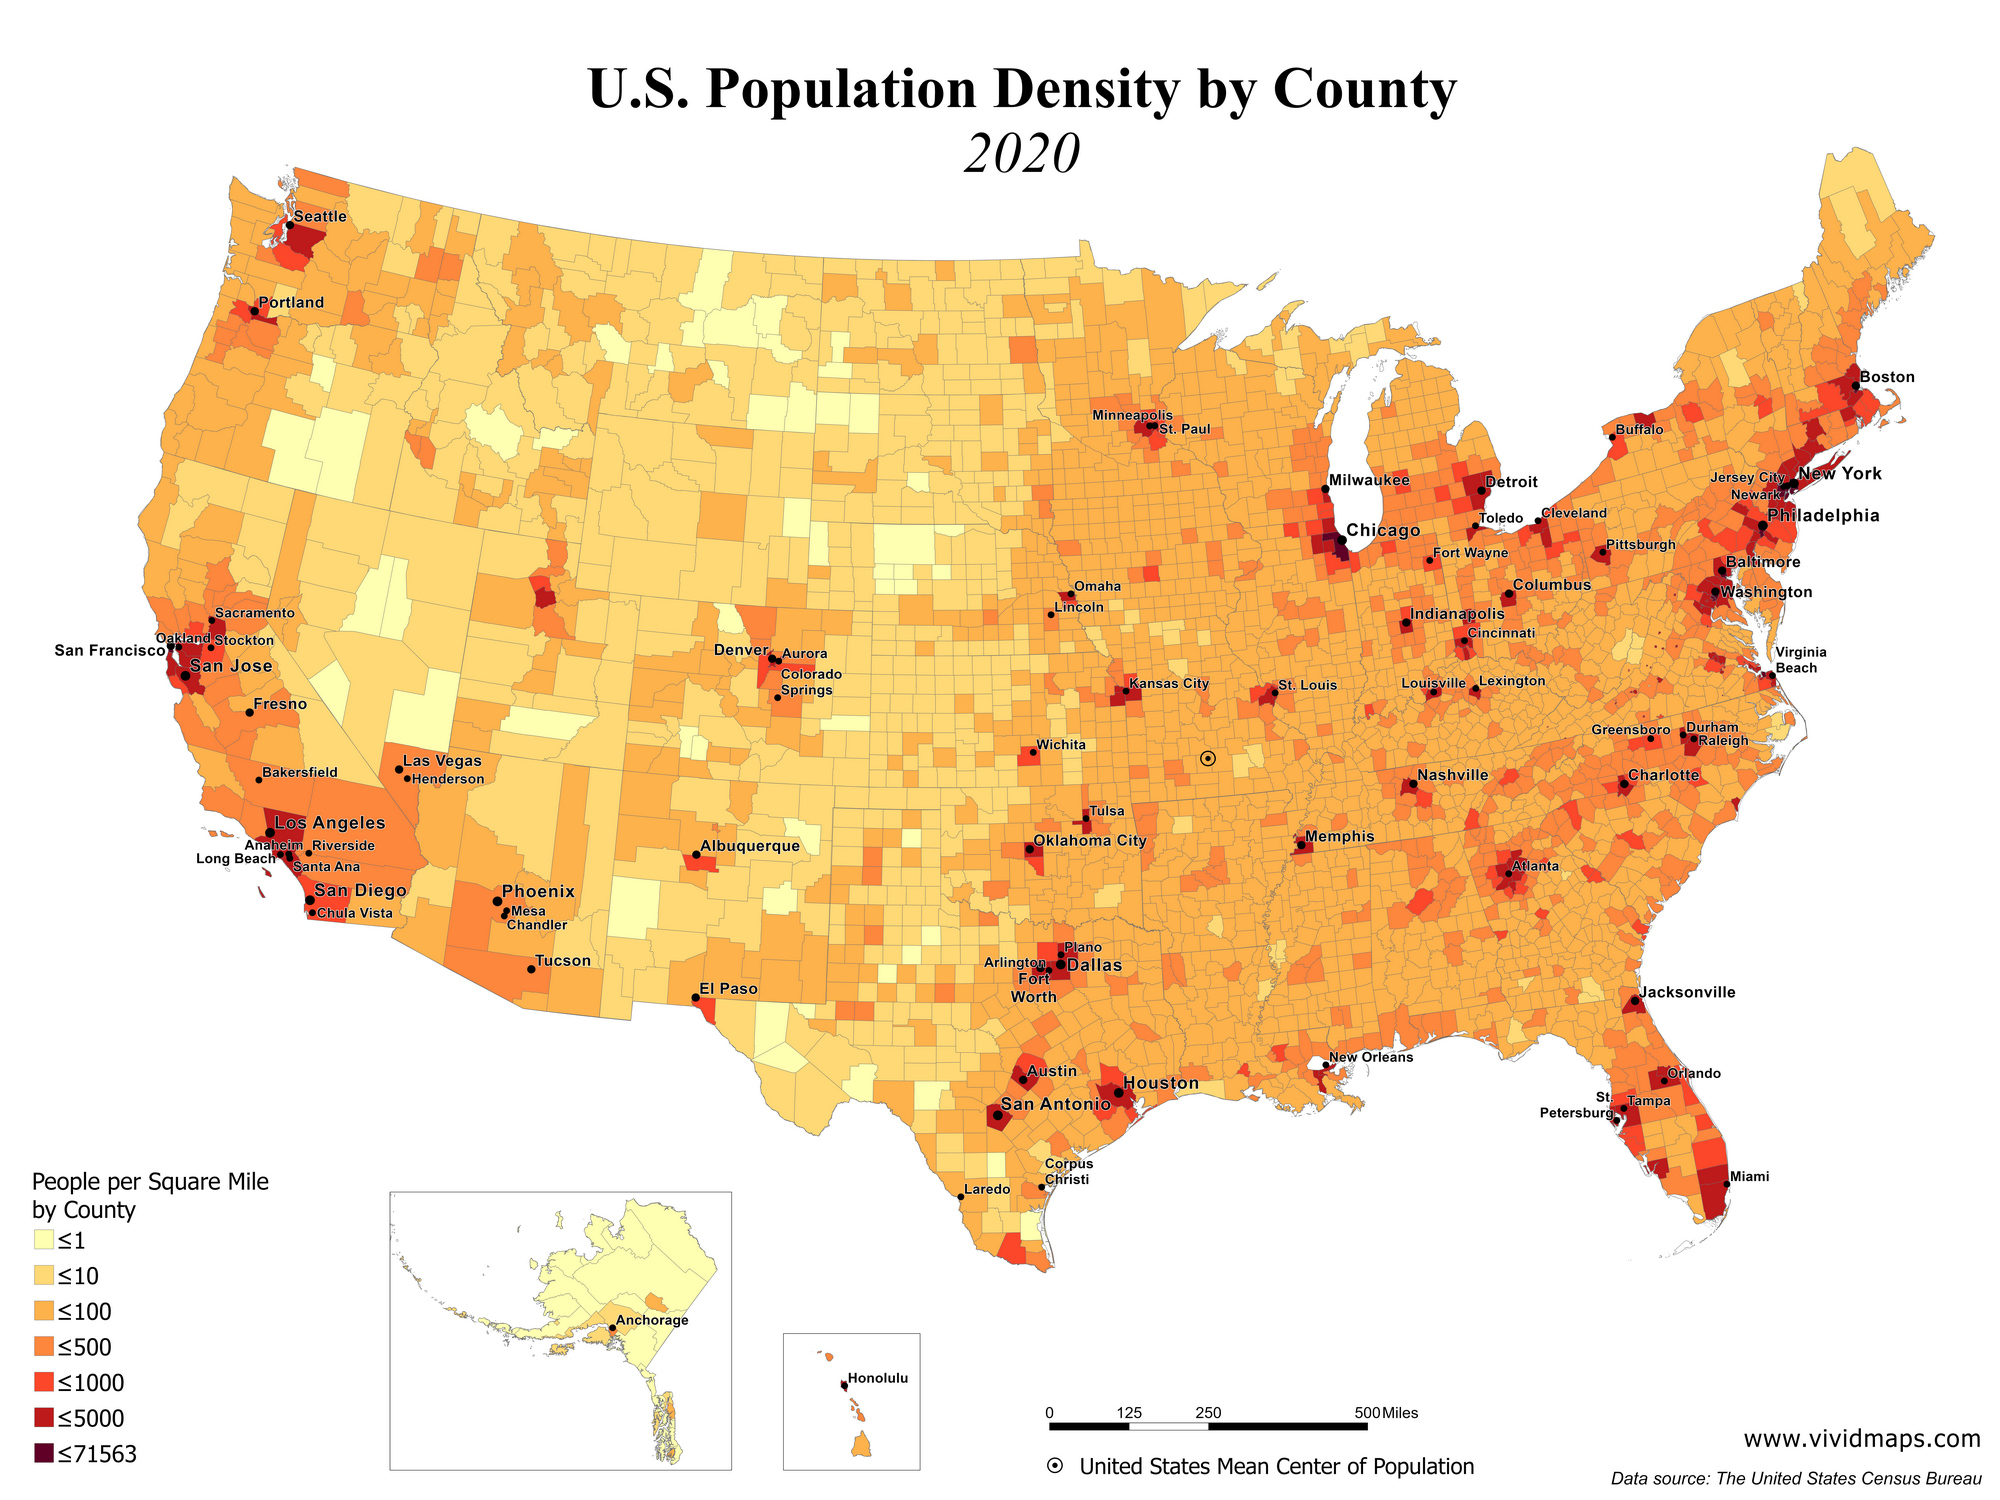 U.S. Population Density by County
2020
Seattle
Portland
Boston
Minneapolis
St. Paul
Buffalo
Milwaukee
Detroit
Jersey City
New York
Newark
Toledo
Cleveland
Philadelphia
Chicago
Fort Wayne
Pittsburgh
Baltimore
Omaha
Columbus
Washington
Lincoln
Indianapolis
Sacramento
Cincinnati
Oakland
Stockton
San Francisco
San Jose
Denver
Aurora
Colorado
Springs
Virginia
Beach
Kansas City
St. Louis
Louisville
Lexington
Fresno
Greensboro
Durham
Raleigh
Wichita
Las Vegas
Henderson
Bakersfield
Nashville
Charlotte
Tulsa
Los Angeles
Memphis
Anaheim
Riverside
Long Beach
Santa Ana
Albuquerque
Oklahoma City
Atlanta
San Diego
Chula Vista
Phoenix
Mesa
Chandler
Plano
Arlington
Dallas
Fort
Worth
Tucson
El Paso
Jacksonville
New Orleans
Austin
Houston
San Antonio
Orlando
St.
Petersburg
Tampa
Corpus
Christi
Laredo
Miami
People per Square Mile
by County
≤1
≤10
≤100
≤500
≤1000
≤5000
≤71563
Anchorage
Honolulu
0 125 250 500 Miles
United States Mean Center of Population
www.vividmaps.com
Data source: The United States Census Bureau